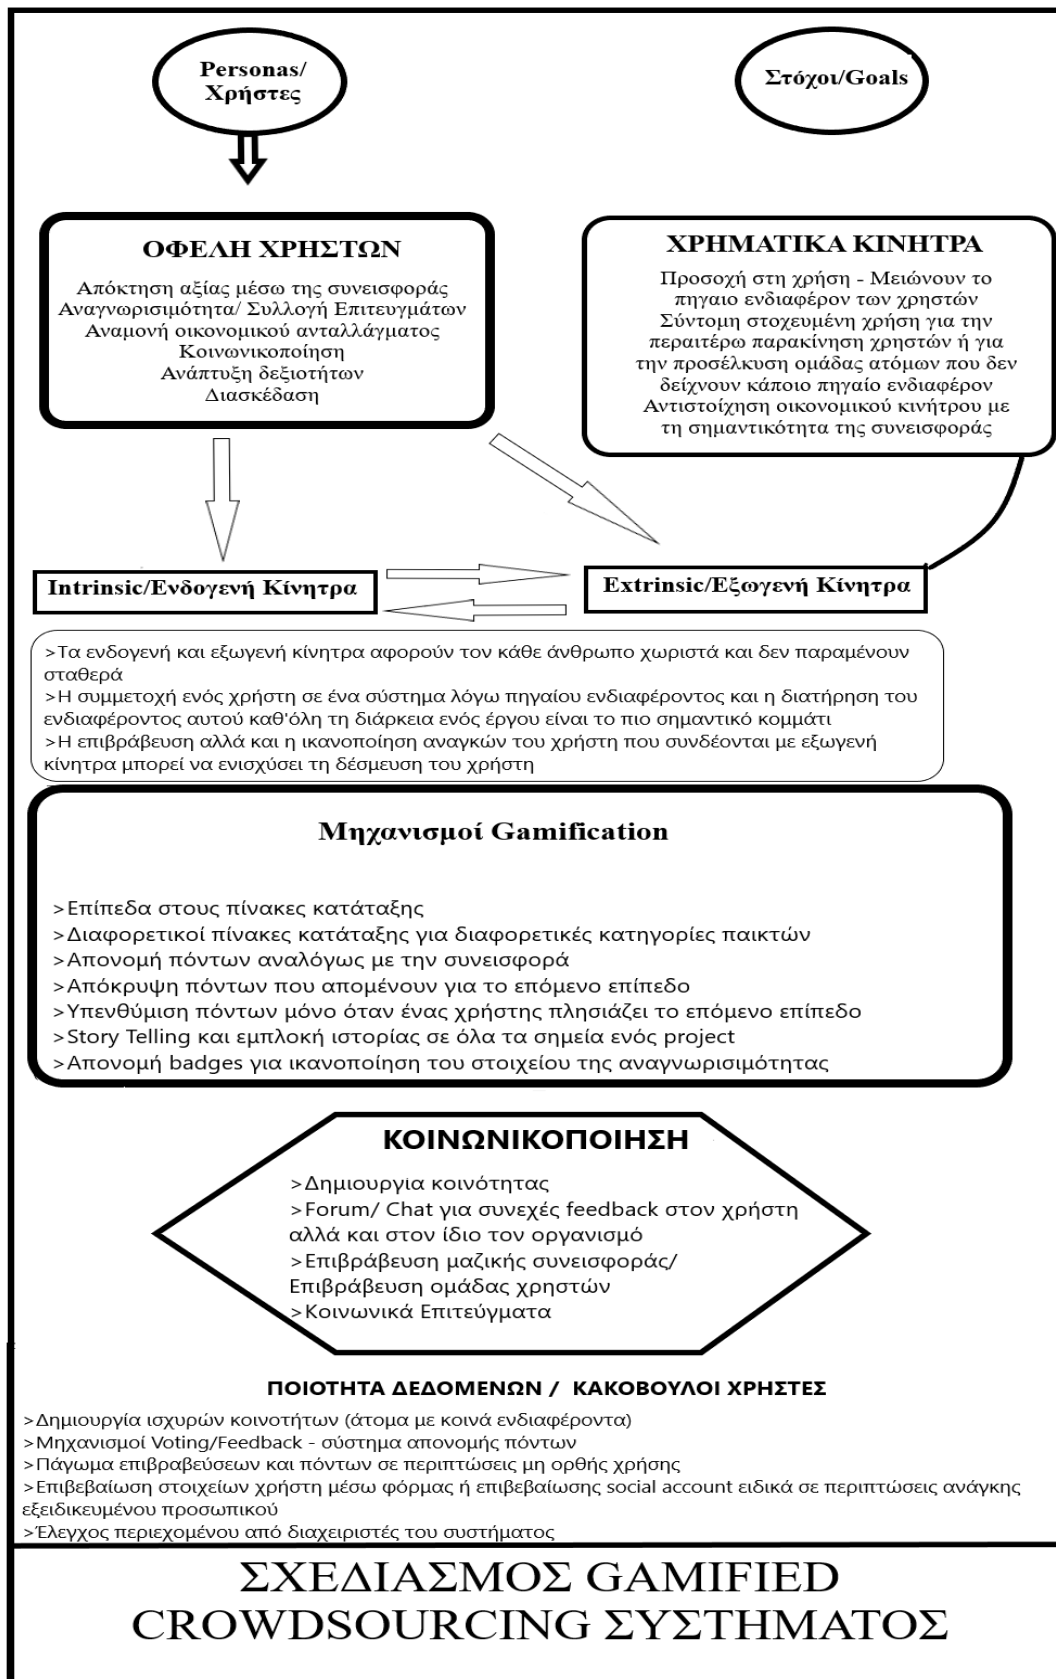 Personas/
Χρήστες
Στόχοι/Goals
ΟΦΕΛΗ ΧΡΗΣΤΩΝ
Απόκτηση αξίας μέσω της συνεισφοράς
Αναγνωρισιμότητα/ Συλλογή Επιτευγμάτων
Αναμονή οικονομικού ανταλλάγματος
Κοινωνικοποίηση
Ανάπτυξη δεξιοτήτων
Διασκέδαση
ΧΡΗΜΑΤΙΚΑ ΚΙΝΗΤΡΑ
Προσοχή στη χρήση - Μειώνουν το
πηγαιο ενδιαφέρον των χρηστών
Σύντομη στοχευμένη χρήση για την
περαιτέρω παρακίνηση χρηστών ή για
την προσέλκυση ομάδας ατόμων που δεν
δείχνουν κάποιο πηγαίο ενδιαφέρον
Αντιστοίχηση οικονομικού κινήτρου με
τη σημαντικότητα της συνεισφοράς
Intrinsic/Ενδογενή Κίνητρα
Extrinsic/Εξωγενή Κίνητρα
>Τα ενδογενή και εξωγενή κίνητρα αφορούν τον κάθε άνθρωπο χωριστά και δεν παραμένουν
σταθερά
>Η συμμετοχή ενός χρήστη σε ένα σύστημα λόγω πηγαίου ενδιαφέροντος και η διατήρηση του
ενδιαφέροντος αυτού καθ'όλη τη διάρκεια ενός έργου είναι το πιο σημαντικό κομμάτι
>Η επιβράβευση αλλά και η ικανοποίηση αναγκών του χρήστη που συνδέονται με εξωγενή
κίνητρα μπορεί να ενισχύσει τη δέσμευση του χρήστη
Μηχανισμοί Gamification
>Επίπεδα στους πίνακες κατάταξης
>Διαφορετικοί πίνακες κατάταξης για διαφορετικές κατηγορίες παικτών
>Απονομή πόντων αναλόγως με την συνεισφορά
>Απόκρυψη πόντων που απομένουν για το επόμενο επίπεδο
>Υπενθύμιση πόντων μόνο όταν ένας χρήστης πλησιάζει το επόμενο επίπεδο
>Story Telling και εμπλοκή ιστορίας σε όλα τα σημεία ενός project
>Απονομή badges για ικανοποίηση του στοιχείου της αναγνωρισιμότητας
ΚΟΙΝΩΝΙΚΟΠΟΙΗΣΗ
>Δημιουργια κοινότητας
>Forum/ Chat για συνεχές feedback στον χρήστη
αλλά και στον ίδιο τον οργανισμό
>Επιβράβευση μαζικής συνεισφοράς/
Επιβράβευση ομάδας χρηστών
>Κοινωνικά Επιτεύγματα
ΠΟΙΟΤΗΤΑ ΔΕΔΟΜΕΝΩΝ / ΚΑΚΟΒΟΥΛΟΙ ΧΡΗΣΤΕΣ
>Δημιουργία ισχυρών κοινοτήτων (άτομα με κοινά ενδιαφέροντα)
>Μηχανισμοί Voting/Feedback - σύστημα απονομής πόντων
>Πάγωμα επιβραβεύσεων και πόντων σε περιπτώσεις μη ορθής χρήσης
>Επιβεβαίωση στοιχείων χρήστη μέσω φόρμας ή επιβεβαίωσης social account ειδικά σε περιπτώσεις ανάγκης
εξειδικευμένου προσωπικού
>Έλεγχος περιεχομένου από διαχειριστές του συστήματος
ΣΧΕΔΙΑΣΜΟΣ GAMIFIED
CROWDSOURCING ΣΥΣΤΗΜΑΤΟΣ